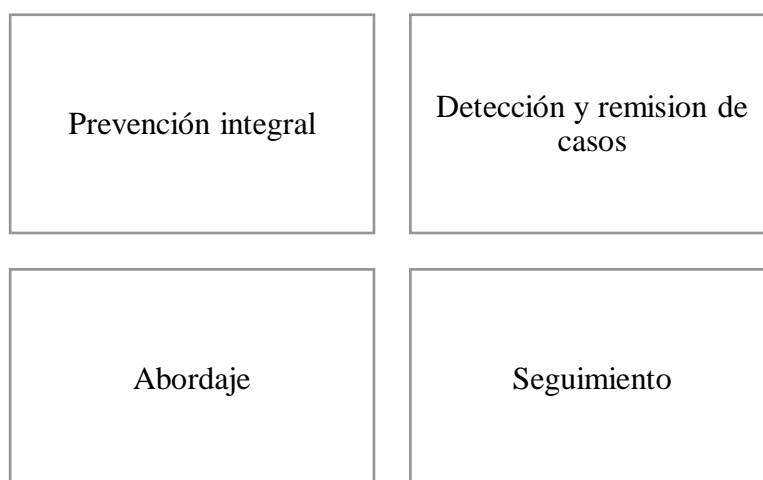 Prevención integral
Detección y remision de
casos
Abordaje
Seguimiento